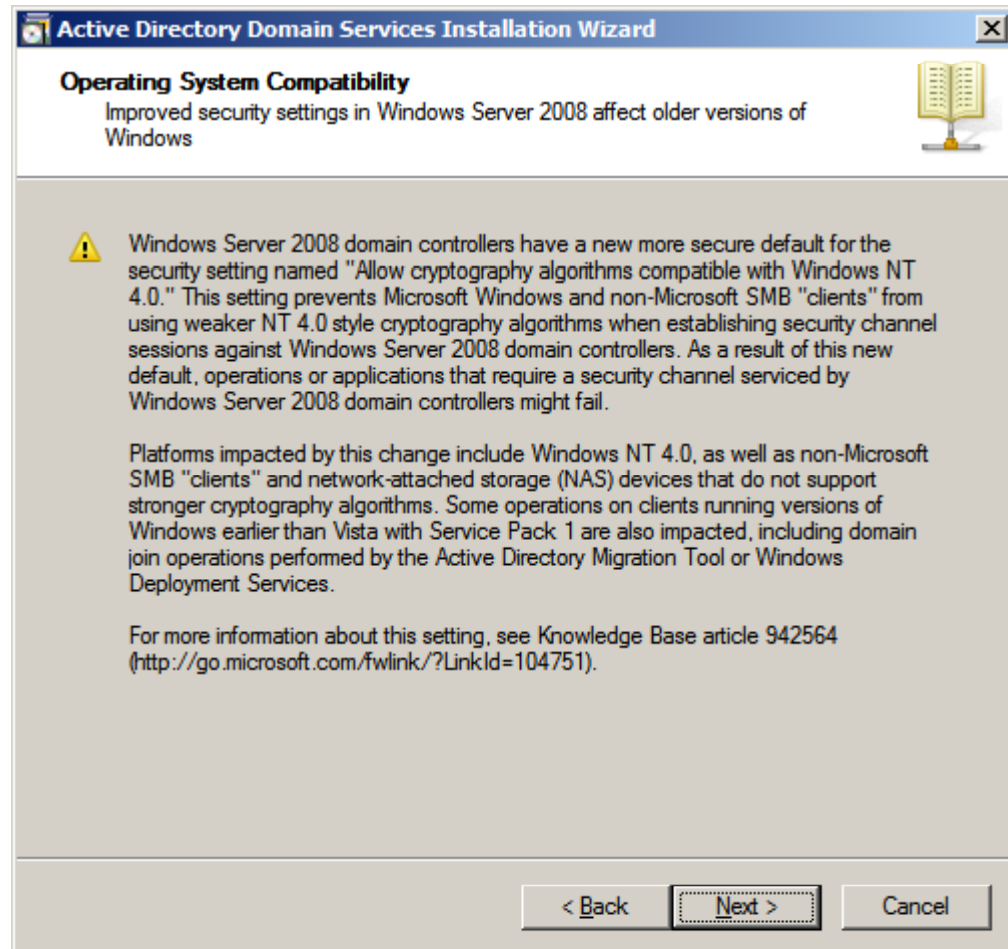 Active Directory Domain Services Installation Wizard
Operating System Compatibility
Improved security settings in Windows Server 2008 affect older versions of
Windows
Windows Server 2008 domain controllers have a new more secure default for the
security setting named "Allow cryptography algorithms compatible with Windows NT
4.0." This setting prevents Microsoft Windows and non-Microsoft SMB "clients" from
using weaker NT 4.0 style cryptography algorithms when establishing security channel
sessions against Windows Server 2008 domain controllers. As a result of this new
default, operations or applications that require a security channel serviced by
Windows Server 2008 domain controllers might fail.
Platforms impacted by this change include Windows NT 4.0, as well as non-Microsoft
SMB "clients" and network-attached storage (NAS) devices that do not support
stronger cryptography algorithms. Some operations on clients running versions of
Windows earlier than Vista with Service Pack 1 are also impacted, including domain
join operations performed by the Active Directory Migration Tool or Windows
Deployment Services.
For more information about this setting, see Knowledge Base article 942564
(http://go.microsoft.com/fwlink/?LinkId=104751).
< Back Next > Cancel